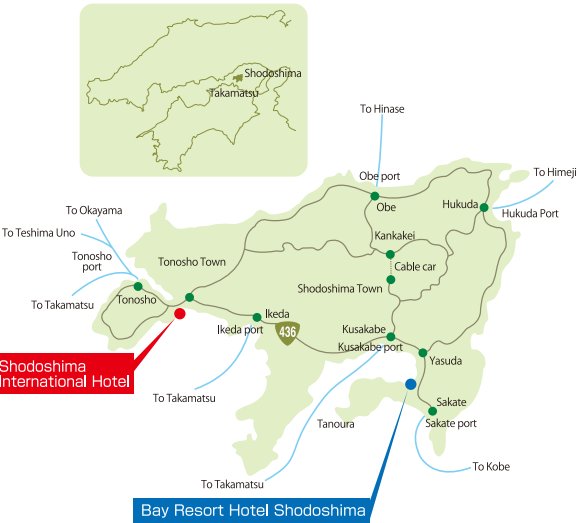 Shodoshima
Takamatsu
To Hinase
Obe port
Obe
To Himeji
Hukuda
Hukuda Port
To Okayama
To Teshima Uno
Tonosho
port
Tonosho Town
Kankakei
Cable car
Shodoshima Town
To Takamatsu
Tonosho
Ikeda
Ikeda port
436
Kusakabe
Kusakabe port
Yasuda
Shodoshima
International Hotel
To Takamatsu
Tanoura
Sakate
Sakate port
To Kobe
To Takamatsu
Bay Resort Hotel Shodoshima